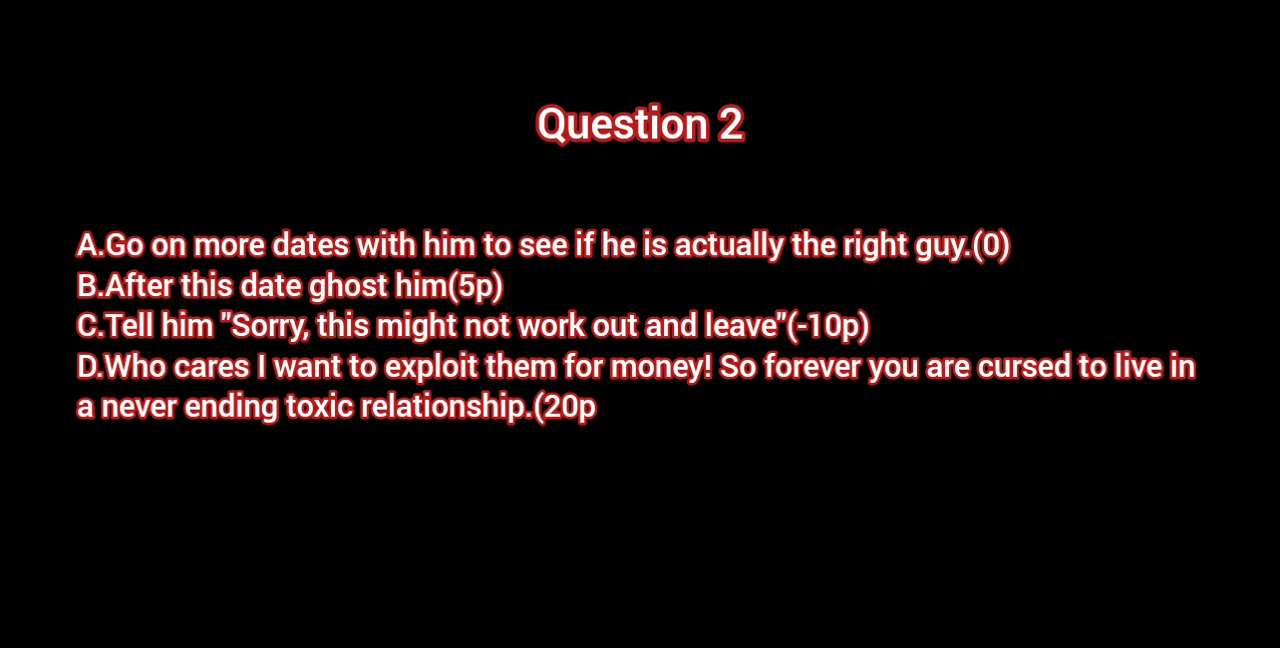 Question 2
A.Go on more dates with him to see if he is actually the right guy.(0)
B.After this date ghost him(5p)
C.Tell him "Sorry, this might not work out and leave"(-10p)
D.Who cares I want to exploit them for money! So forever you are cursed to live in
a never ending toxic relationship.(20p